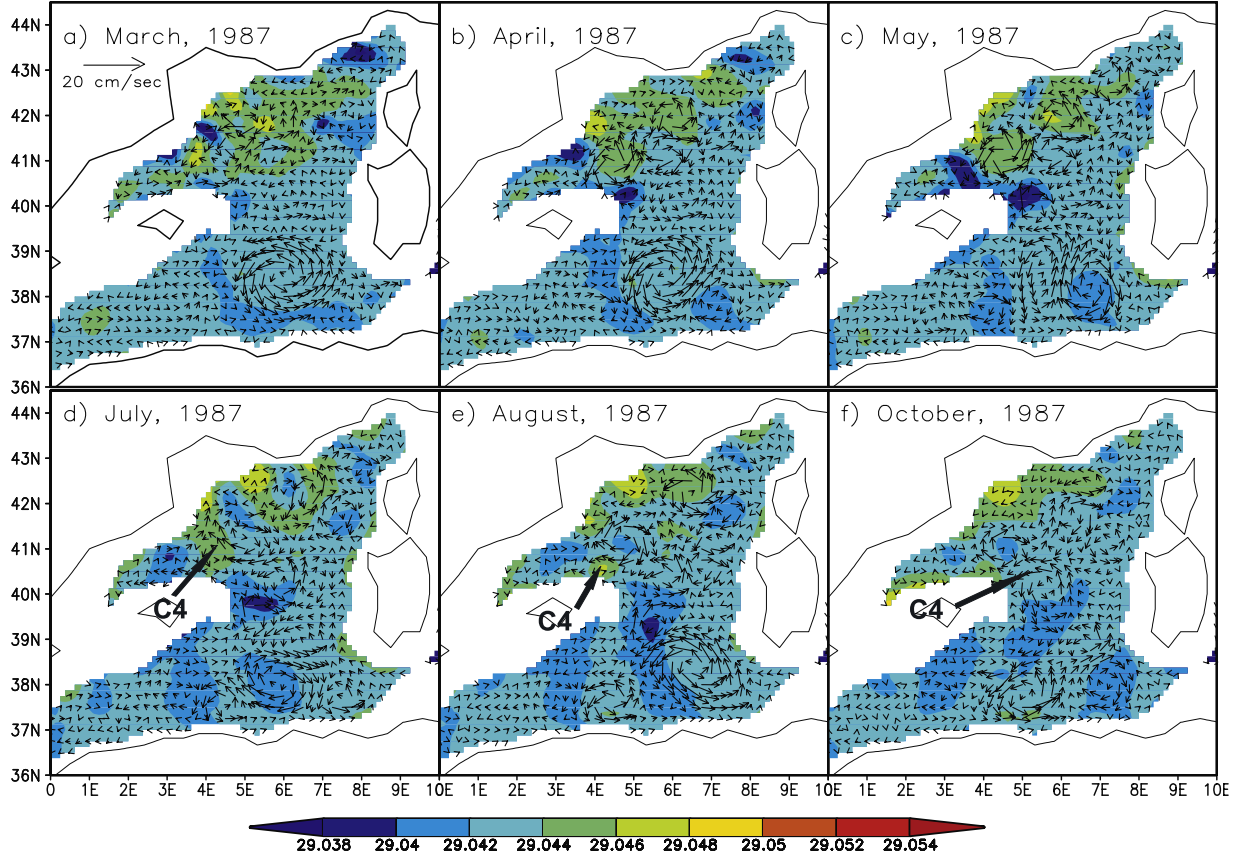 44N a) March, 1987 b) April, 1987 c) May, 1987
43N
20 cm/sec
42N
41N
40N
39N
38N
37N
36N
d) July, 1987 e) August, 1987 f) October, 1987
44N
43N
42N
41N
40N C4 C4 C4
39N
38N
37N
36N
0 1E 2E 3E 4E 5E 6E 7E 8E 9E 10 1E 2E 3E 4E 5E 6E 7E 8E 9E 10 1E 2E 3E 4E 5E 6E 7E 8E 9E 10E
29.038 29.04 29.042 29.044 29.046 29.048 29.05 29.052 29.054